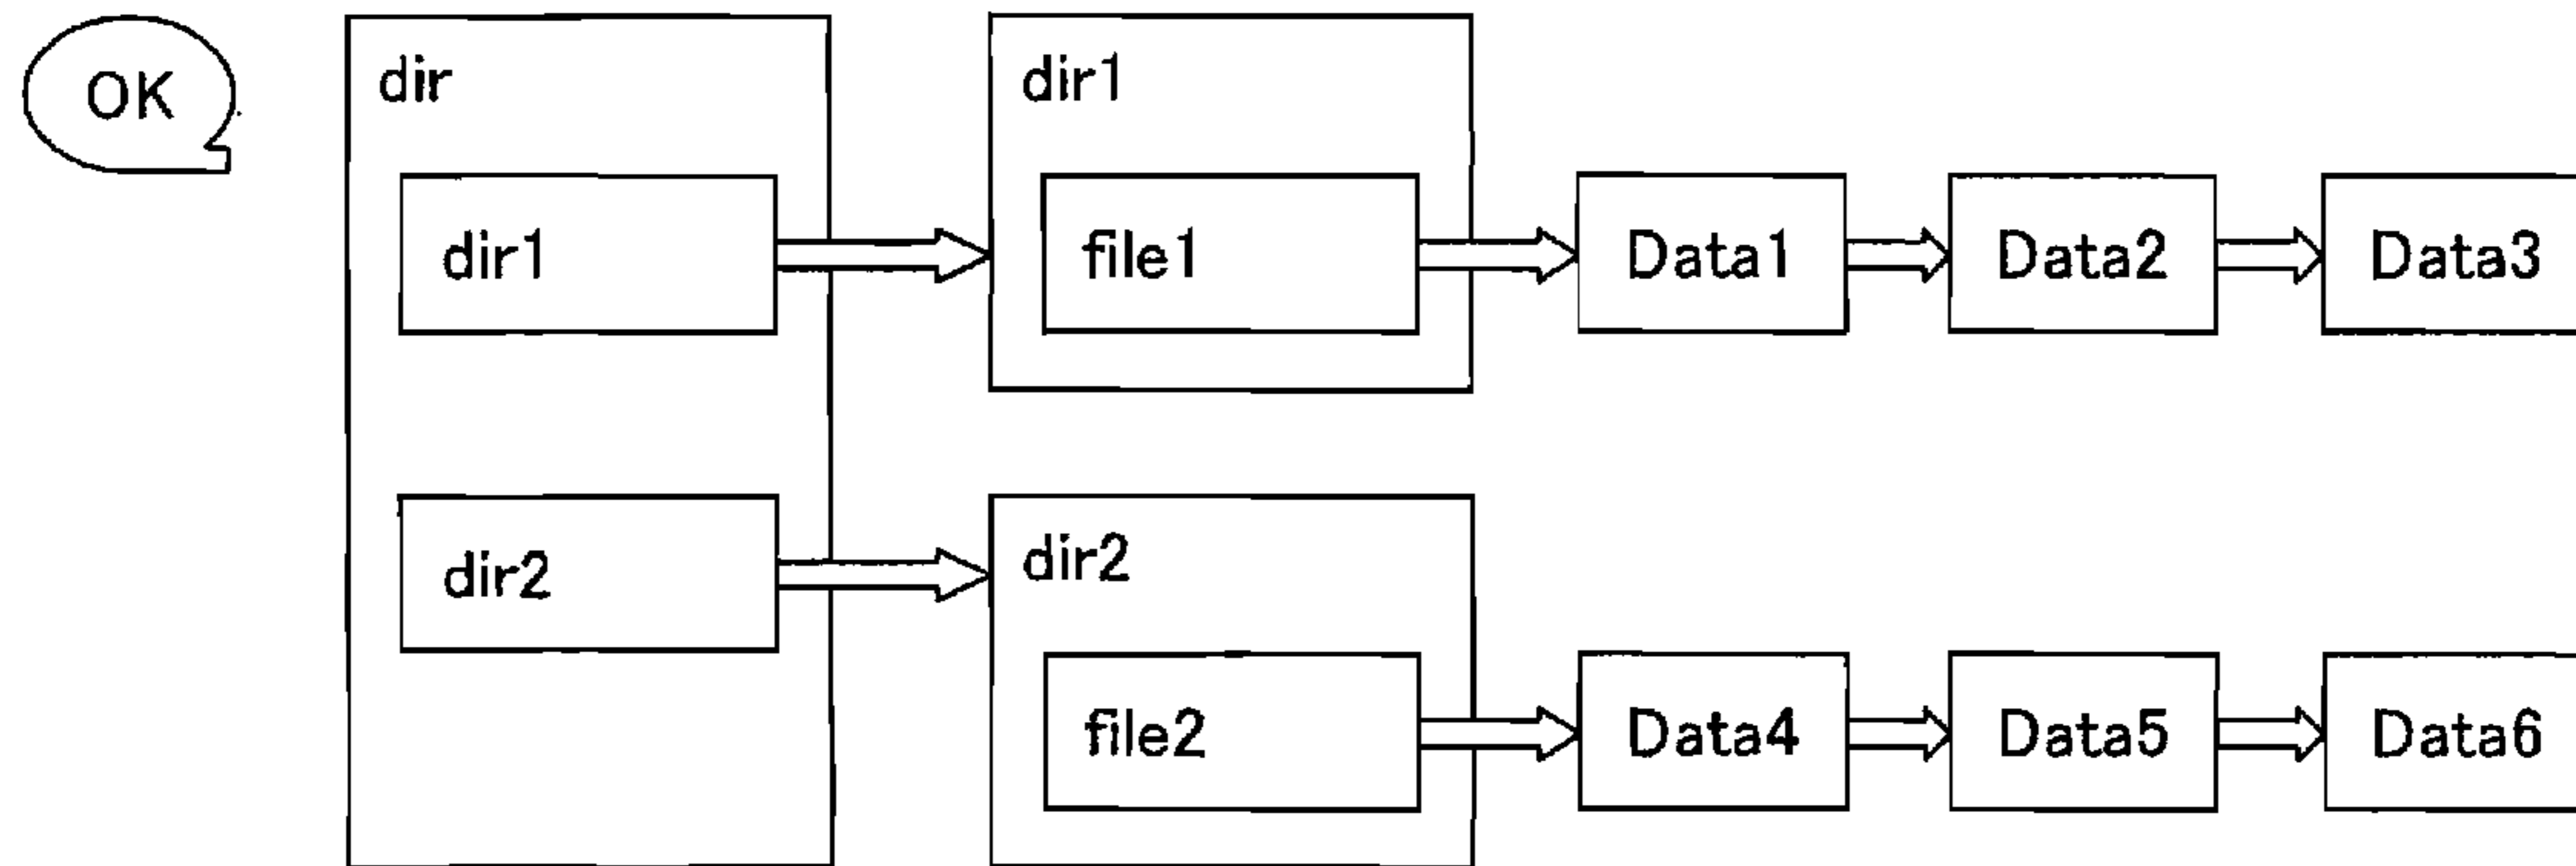 OK
dir
dir1
dir1
file1
Data1
Data2
Data3
dir2
dir2
file2
Data4
Data5
Data6